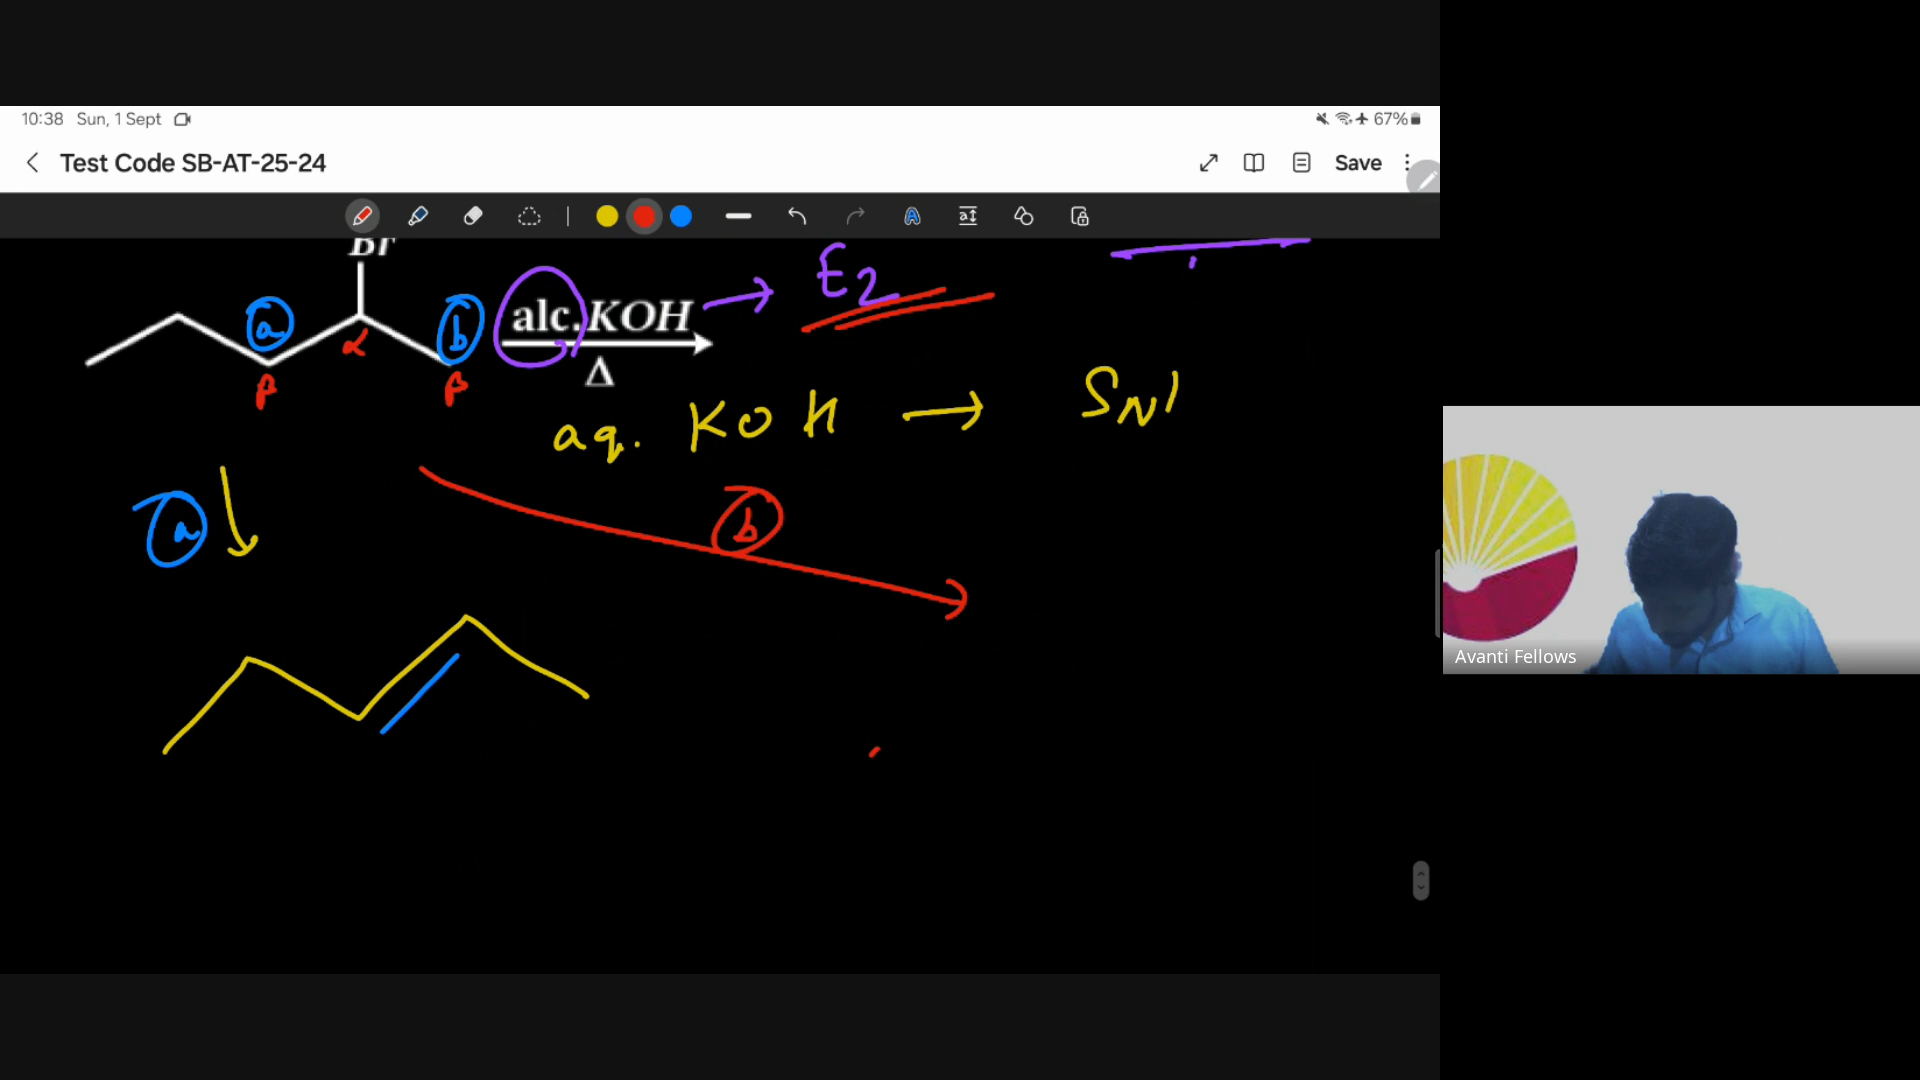 10:38 Sun, 1 Sept
67%
Test Code SB-AT-25-24
Save
Br
E2
a
b
alc.KOH
α
Δ
β
β
aq. KOH → SN1
a
b
Avanti Fellows